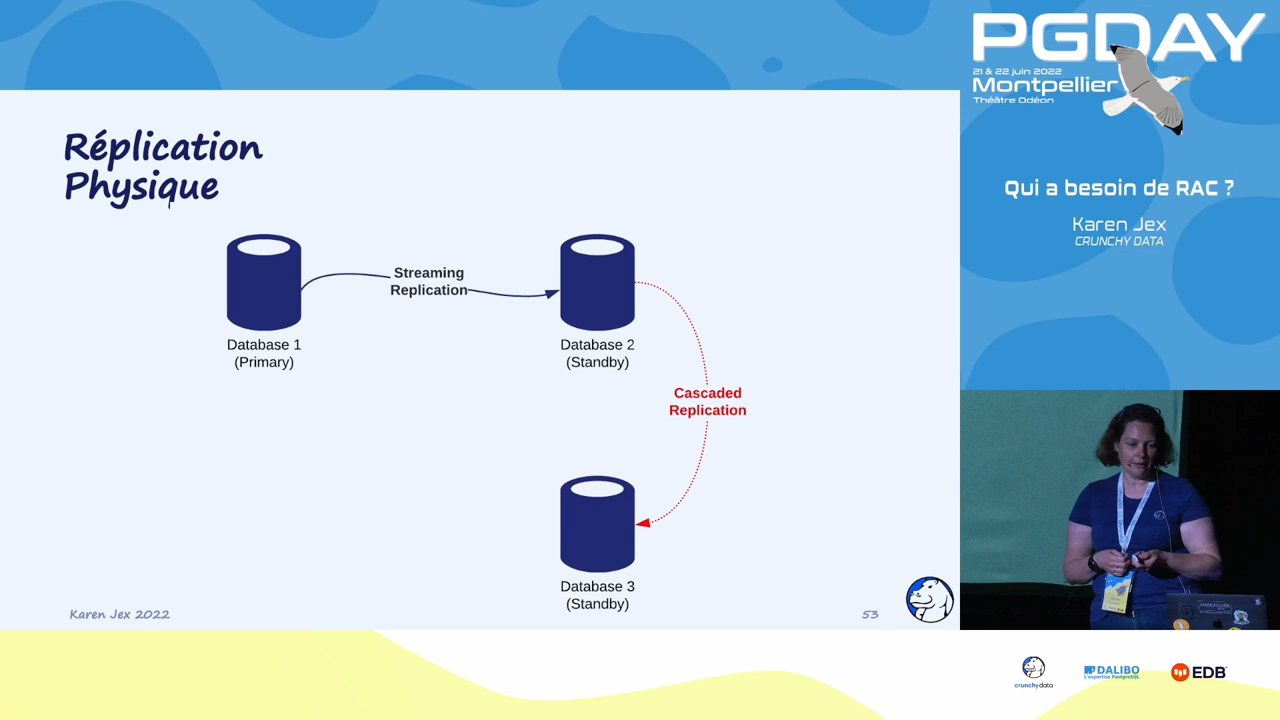 Réplication
Physique
Streaming
Replication
Database 1
(Primary)
Database 2
(Standby)
Cascaded
Replication
Database 3
(Standby)
Karen Jex 2022
53
PGDAY
21 & 22 juin 2022
Montpellier
Théâtre Odéon
Qui a besoin de RAC ?
Karen Jex
CRUNCHY DATA
crunchydata
DALIBO
L'expertise PostgreSQL
EDB